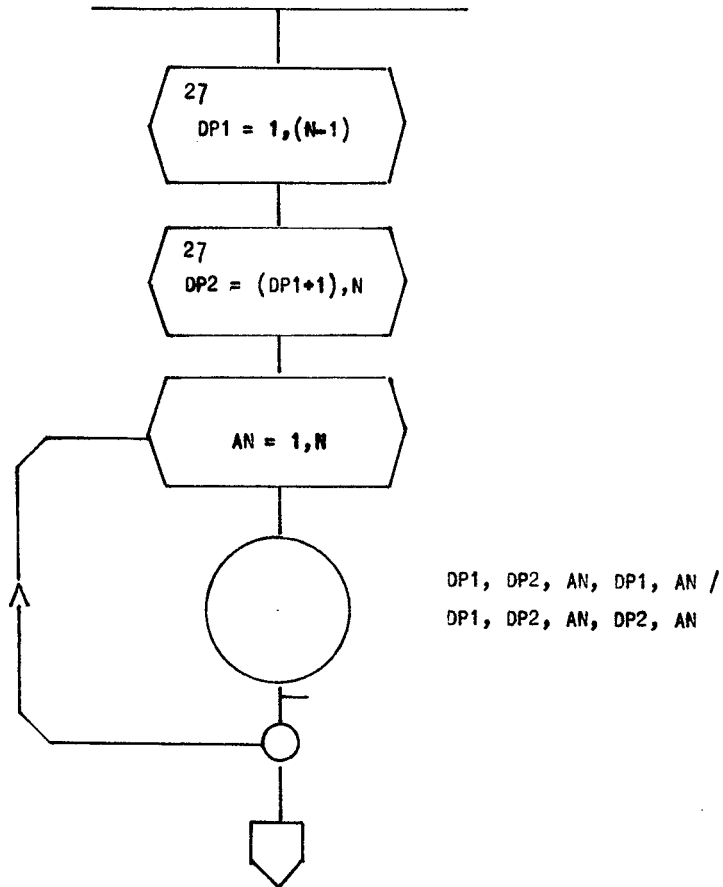 27
DP1 = 1,(N-1)
27
DP2 = (DP1+1),N
AN = 1,N
DP1, DP2, AN, DP1, AN /
DP1, DP2, AN, DP2, AN